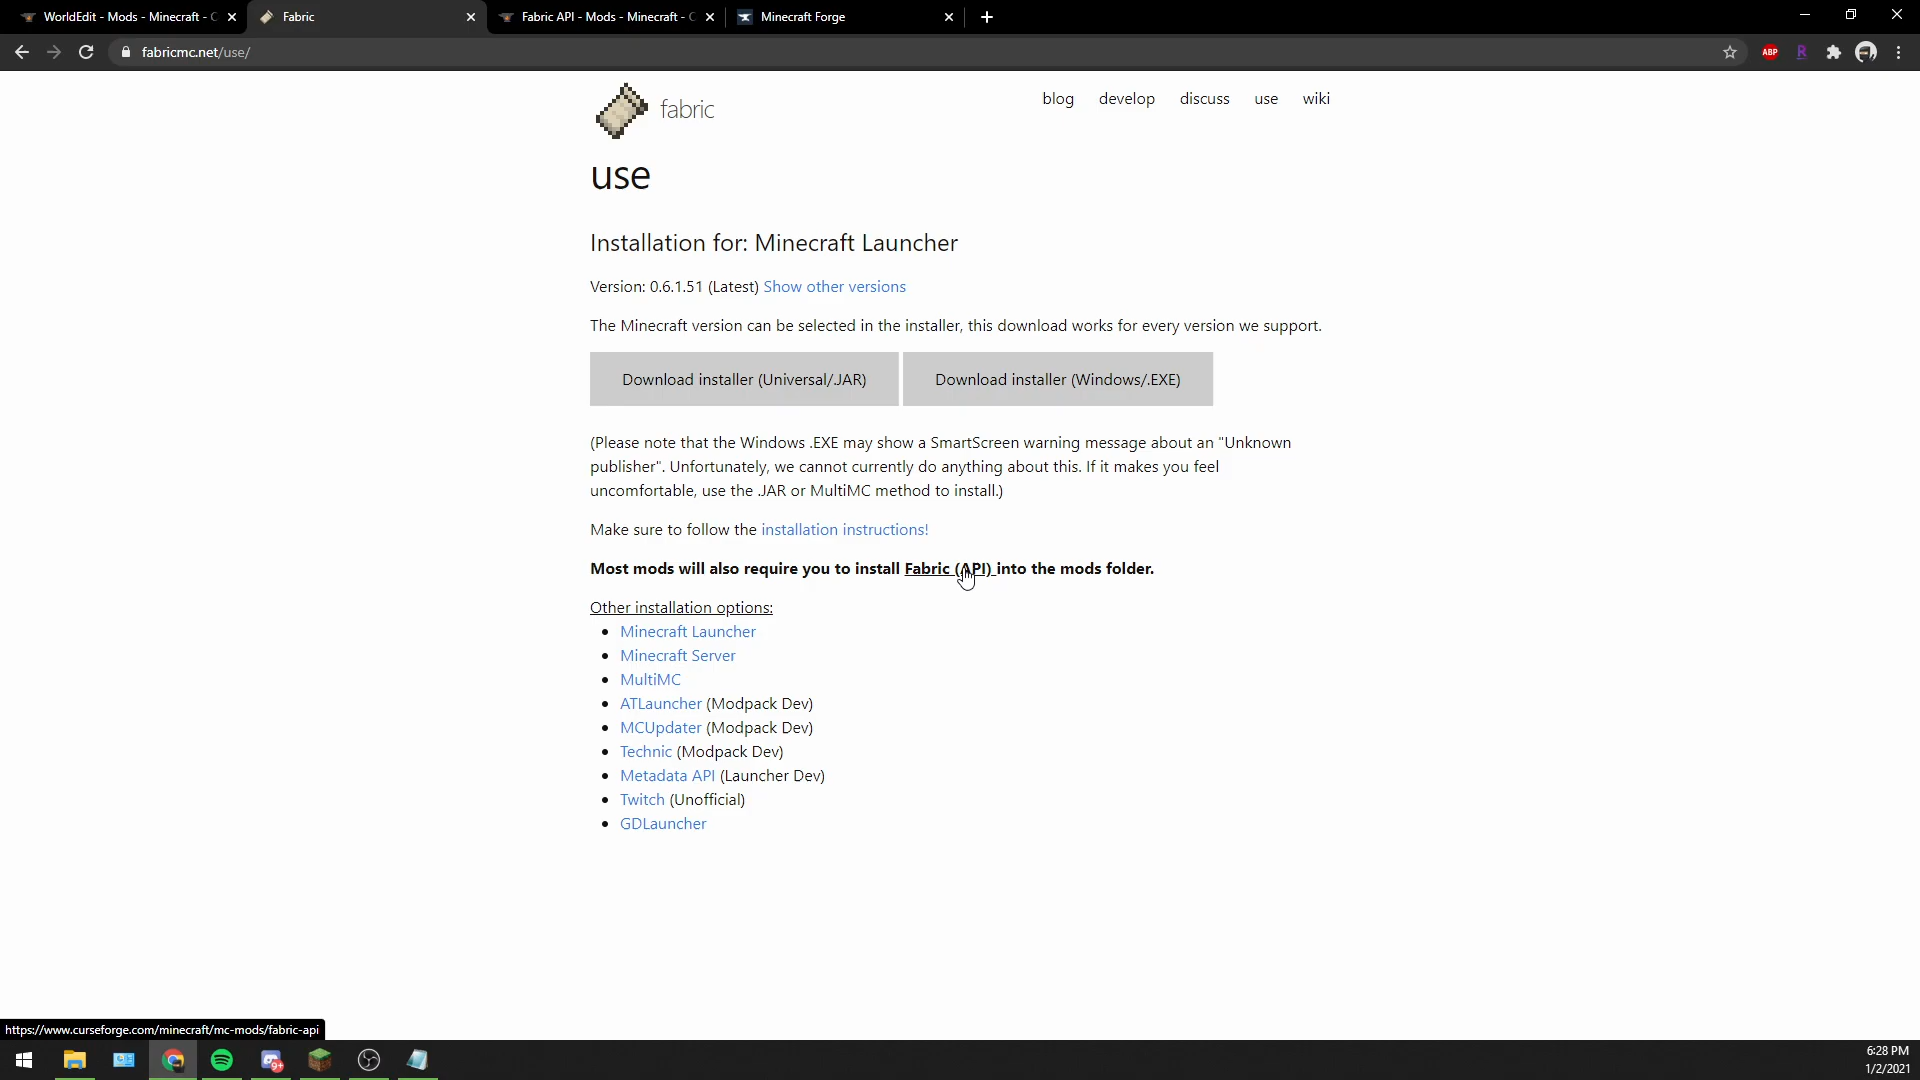 WorldEdit - Mods - Minecraft - C
Fabric
Fabric API - Mods - Minecraft - C
Minecraft Forge
fabricmc.net/use/
ABP
R
fabric
blog
develop
discuss
use
wiki
use
Installation for: Minecraft Launcher
Version: 0.6.1.51 (Latest) Show other versions
The Minecraft version can be selected in the installer, this download works for every version we support.
Download installer (Universal/.JAR)
Download installer (Windows/.EXE)
(Please note that the Windows .EXE may show a SmartScreen warning message about an "Unknown
publisher". Unfortunately, we cannot currently do anything about this. If it makes you feel
uncomfortable, use the .JAR or MultiMC method to install.)
Make sure to follow the installation instructions!
Most mods will also require you to install Fabric (API) into the mods folder.
Other installation options:
Minecraft Launcher
Minecraft Server
MultiMC
ATLauncher (Modpack Dev)
MCUpdater (Modpack Dev)
Technic (Modpack Dev)
Metadata API (Launcher Dev)
Twitch (Unofficial)
GDLauncher
https://www.curseforge.com/minecraft/mc-mods/fabric-api
9+
6:28 PM
1/2/2021